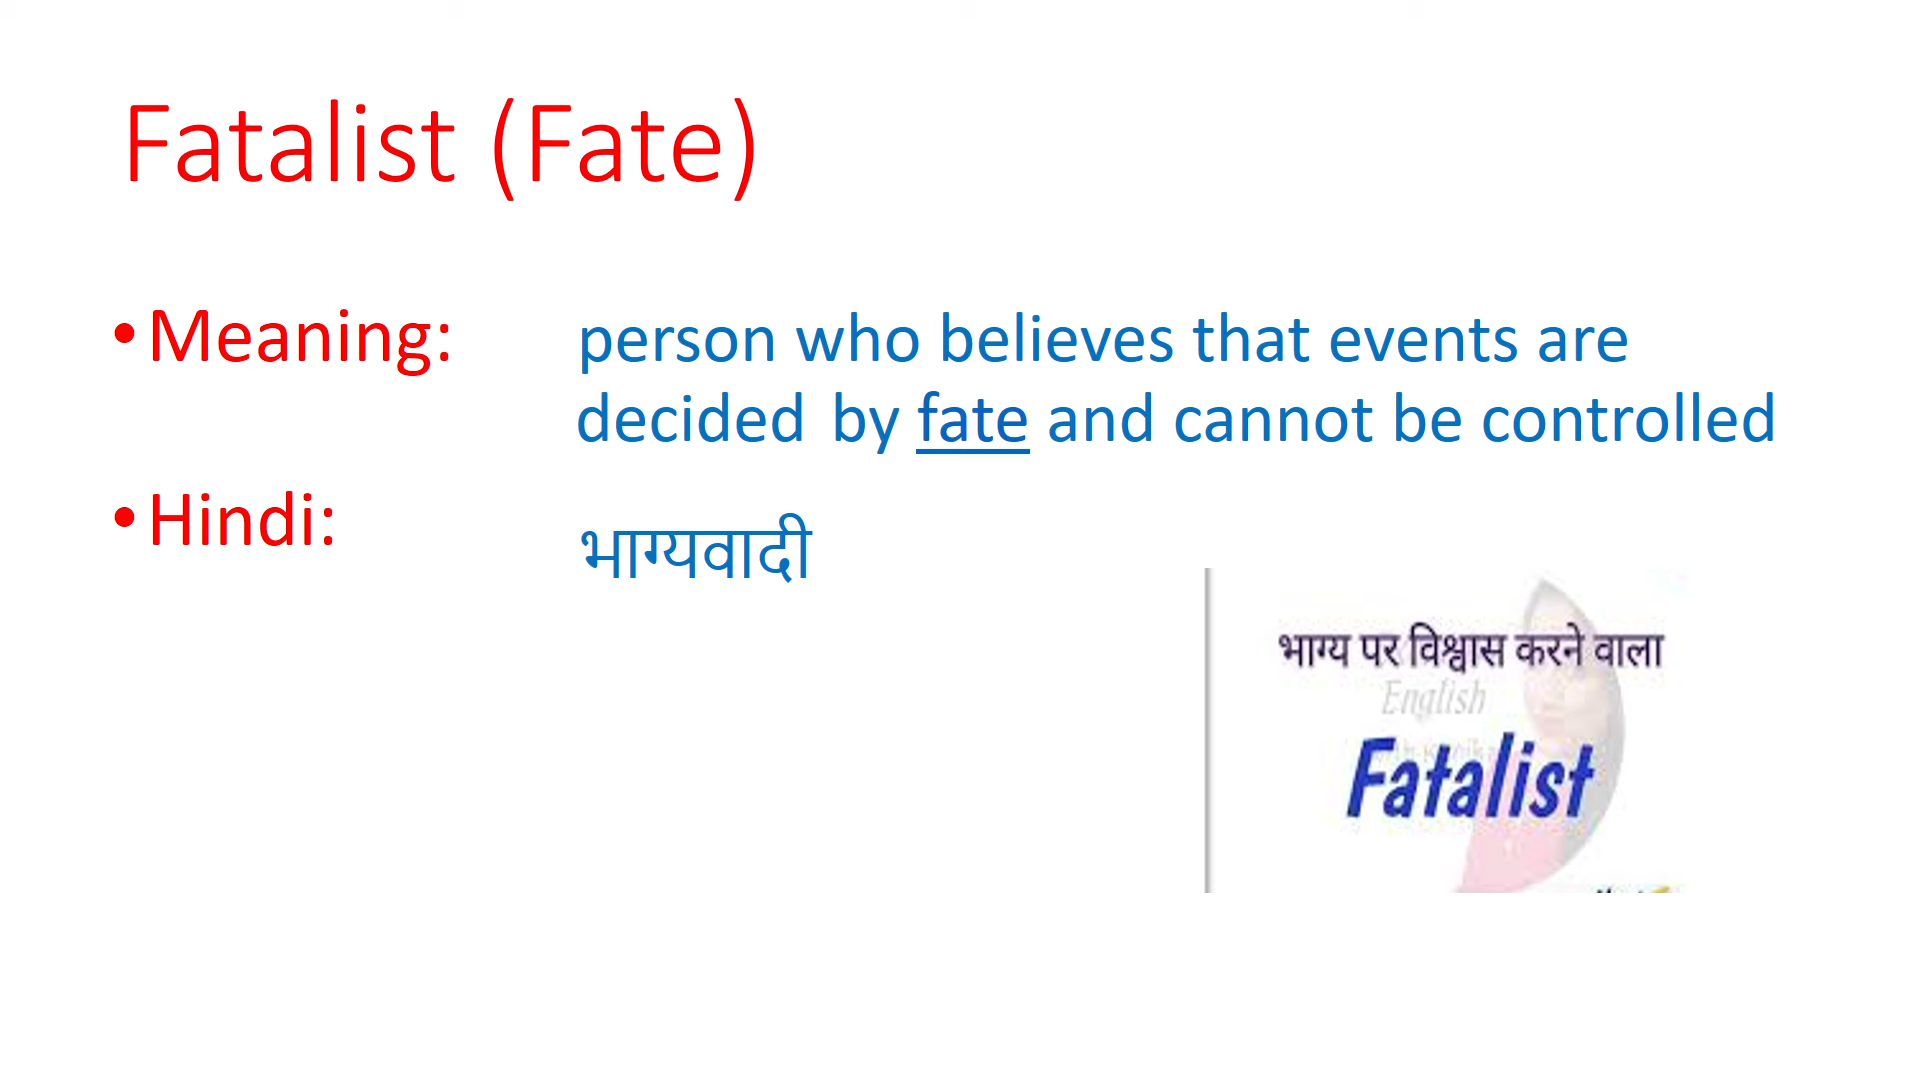 Fatalist (Fate)
•Meaning: person who believes that events are
decided by fate and cannot be controlled
•Hindi: भाग्यवादी
भाग्य पर विश्वास करने वाला
English
Fatalist